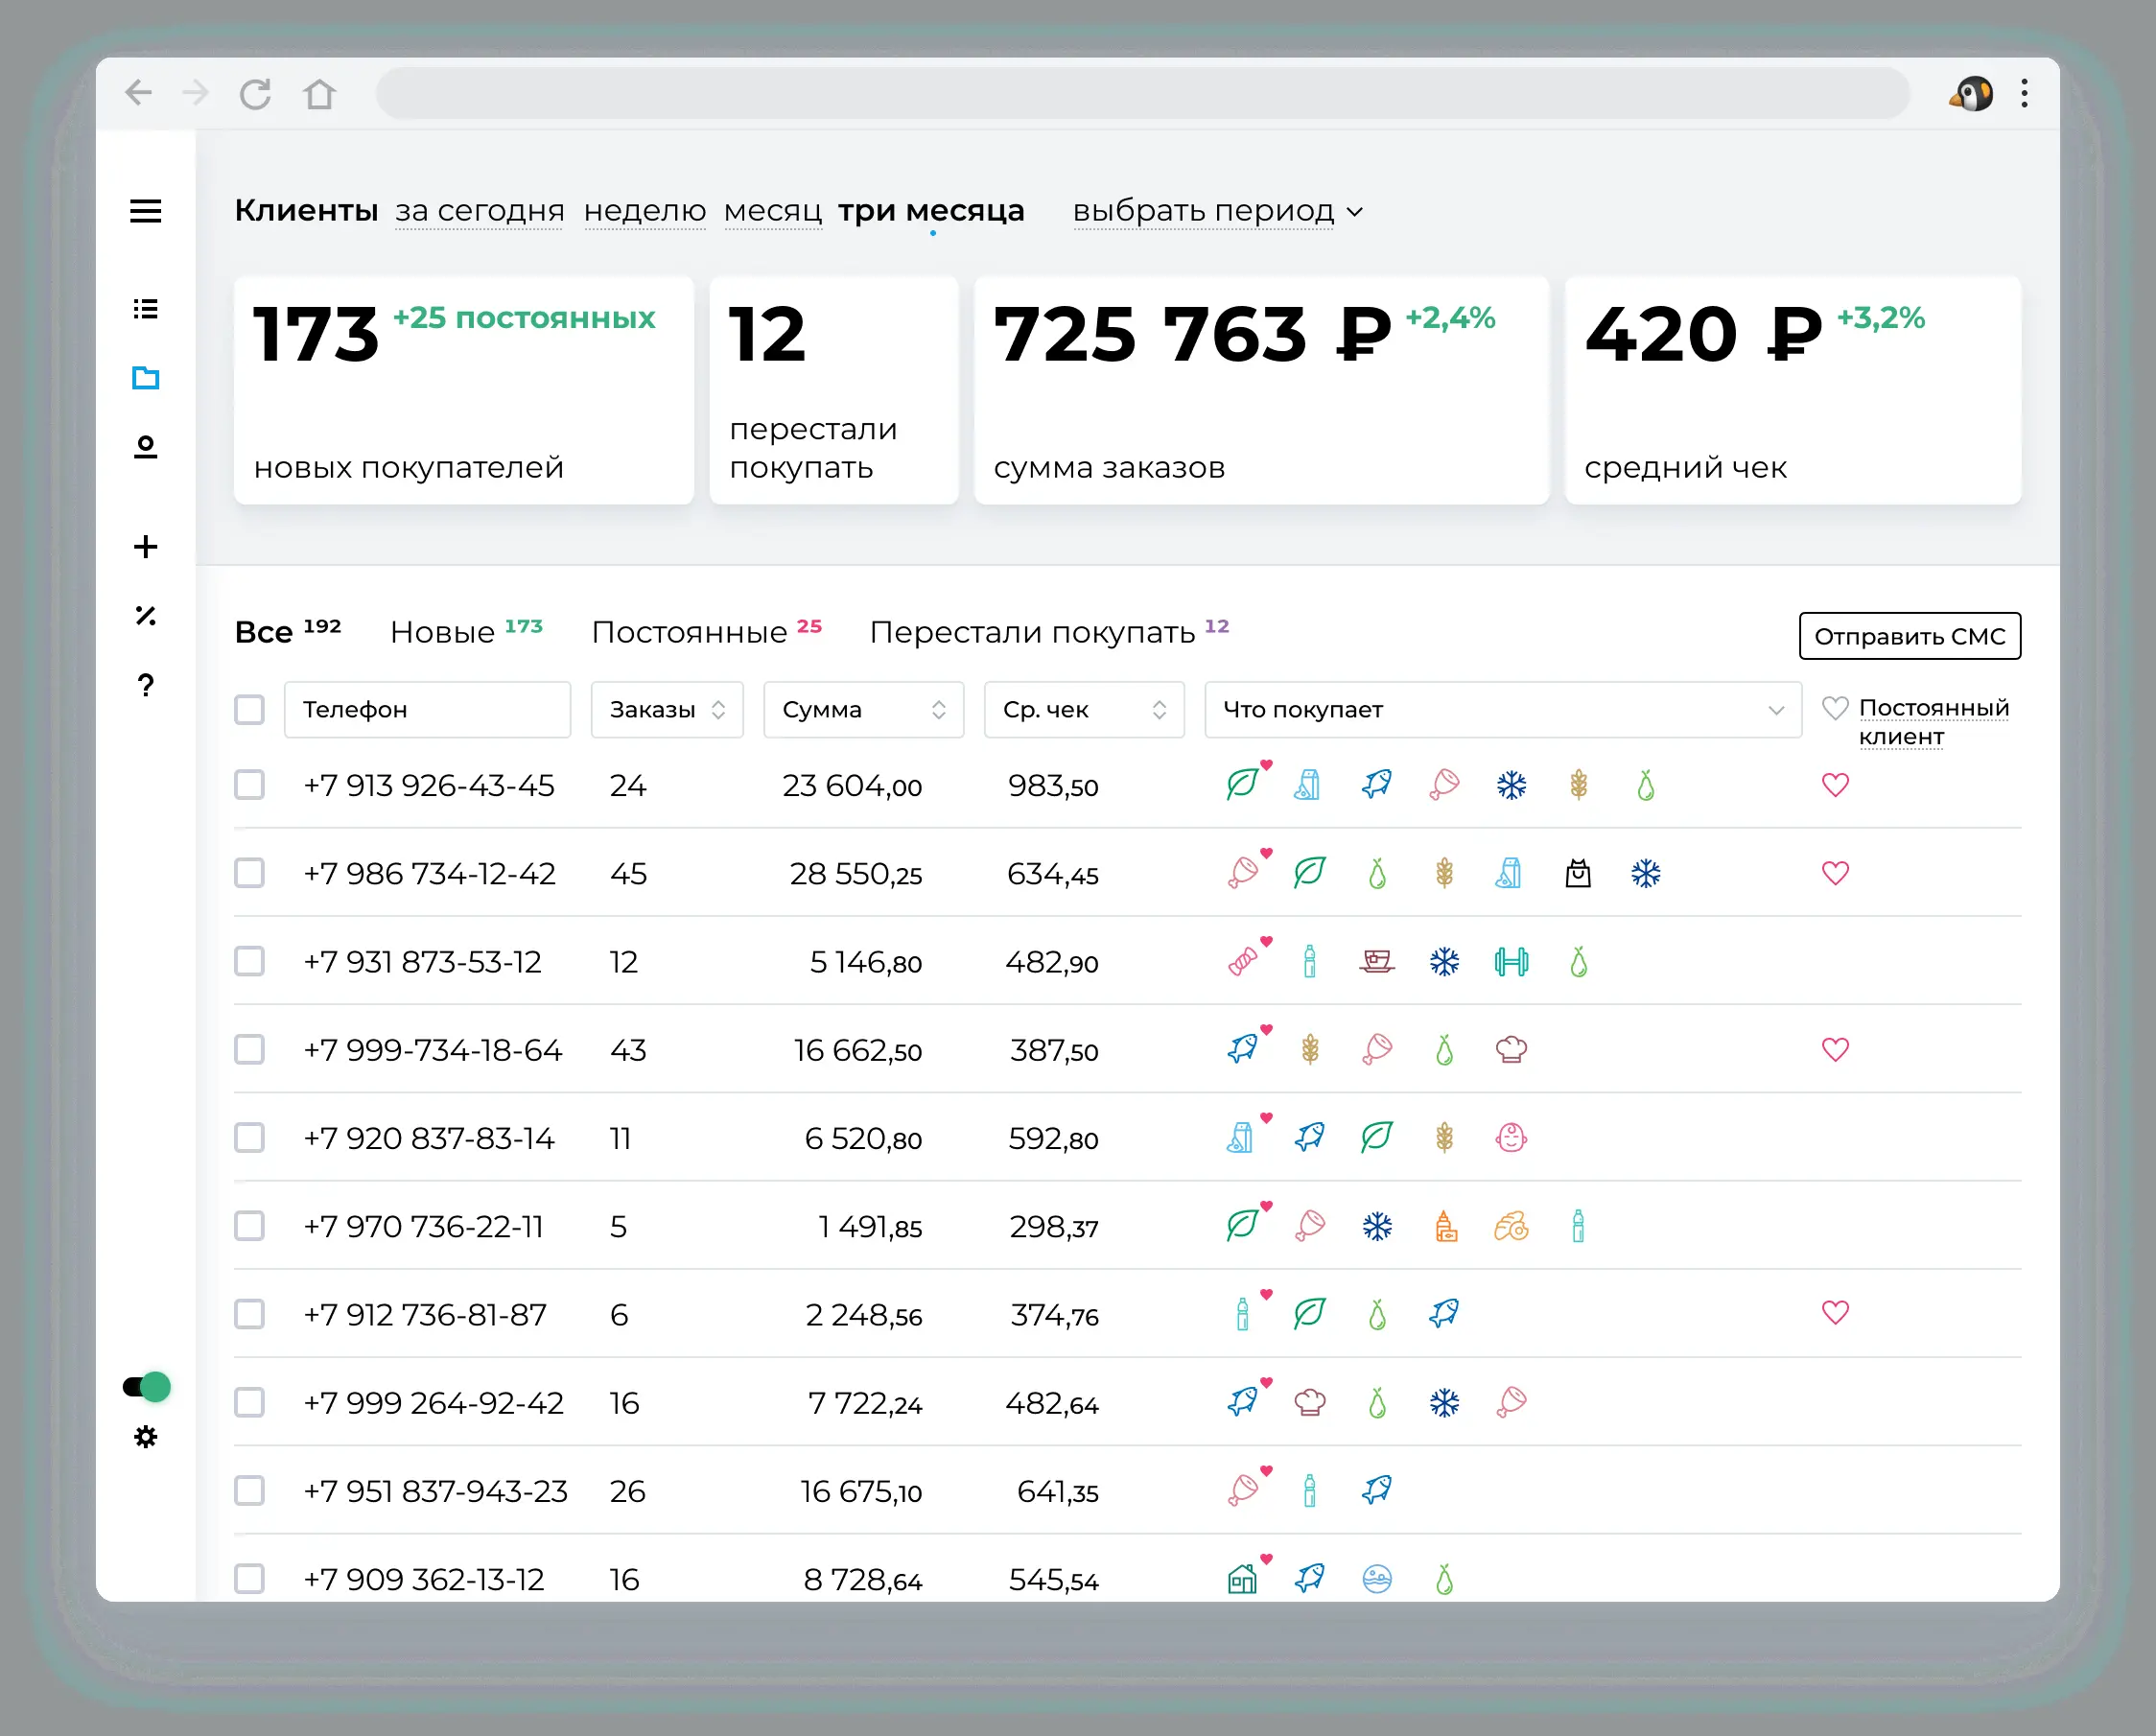 Клиенты за сегодня неделю месяц три месяца выбрать период
173 +25 постоянных
новых покупателей
12
перестали
покупать
725 763 ₽ +2,4%
сумма заказов
420 ₽ +3,2%
средний чек
Все 192 Новые 173 Постоянные 25 Перестали покупать 12
Отправить СМС
Телефон Заказы Сумма Ср. чек Что покупает
Постоянный
клиент
+7 913 926-43-45 24 23 604,00 983,50
+7 986 734-12-42 45 28 550,25 634,45
+7 931 873-53-12 12 5 146,80 482,90
+7 999-734-18-64 43 16 662,50 387,50
+7 920 837-83-14 11 6 520,80 592,80
+7 970 736-22-11 5 1 491,85 298,37
+7 912 736-81-87 6 2 248,56 374,76
+7 999 264-92-42 16 7 722,24 482,64
+7 951 837-943-23 26 16 675,10 641,35
+7 909 362-13-12 16 8 728,64 545,54